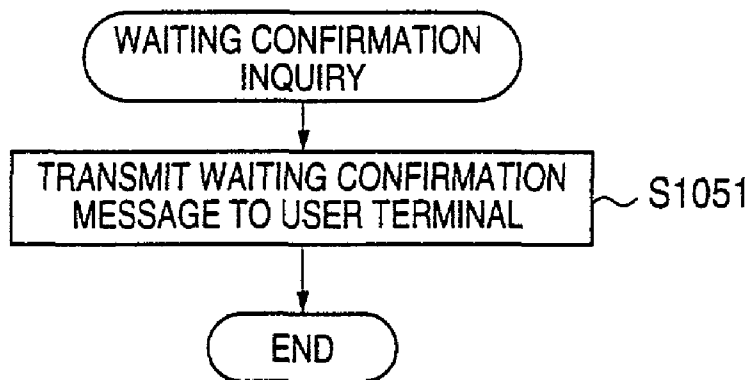 WAITING CONFIRMATION
INQUIRY
TRANSMIT WAITING CONFIRMATION
MESSAGE TO USER TERMINAL
S1051
END